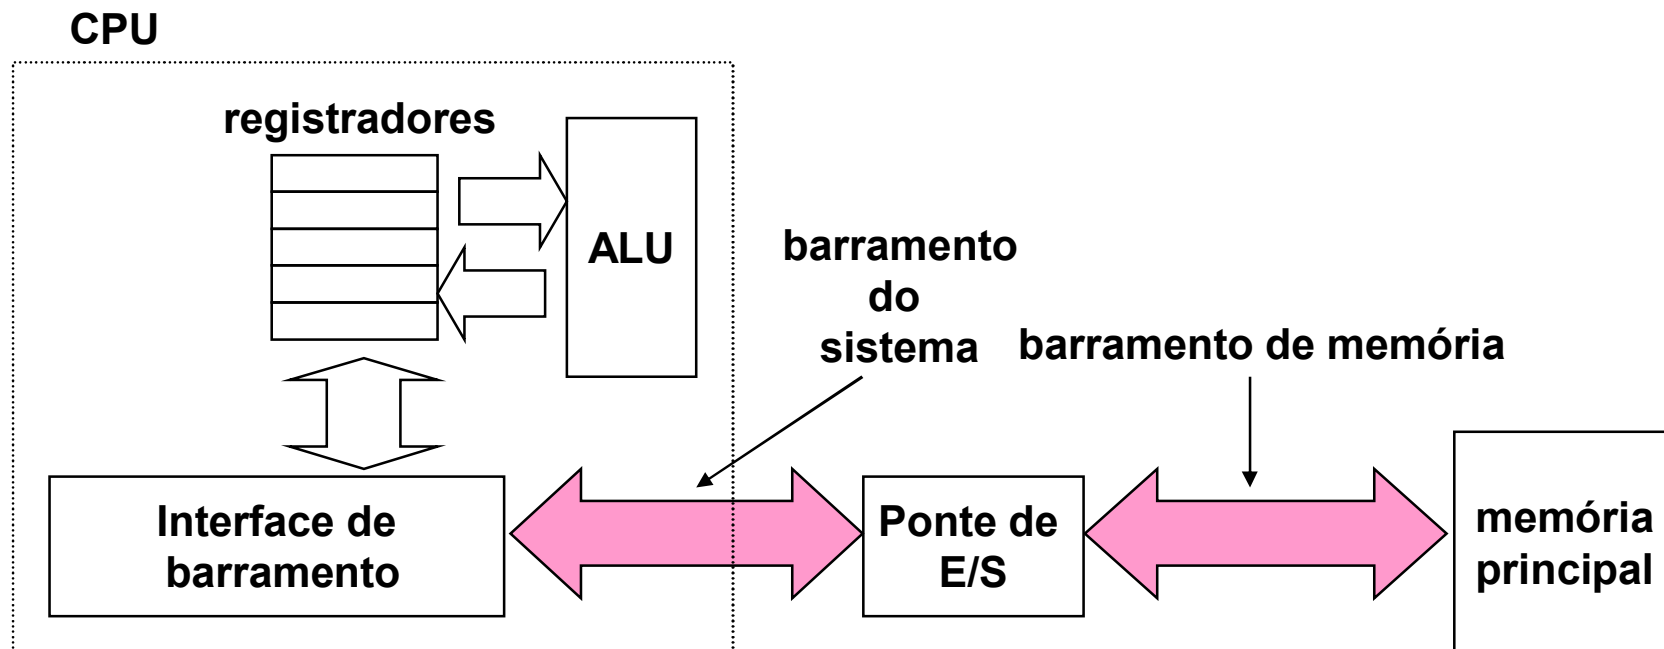 CPU
registradores
ALU
barramento
do
sistema
barramento de memória
Interface de
barramento
Ponte de
E/S
memória
principal